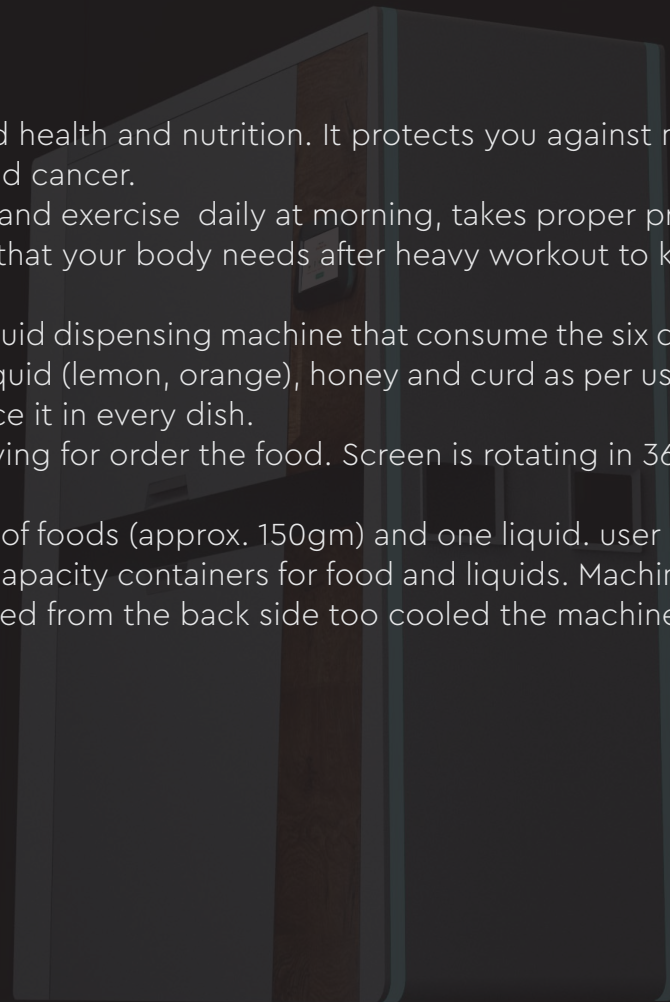 d health and nutrition. It protects you against
d cancer.
and exercise  daily at morning, takes proper pr
that your body needs after heavy workout to k
uid dispensing machine that consume the six
quid (lemon, orange), honey and curd as per us
ce it in every dish.
ving for order the food. Screen is rotating in 36
of foods (approx. 150gm) and one liquid. user
apacity containers for food and liquids. Machin
ed from the back side too cooled the machine